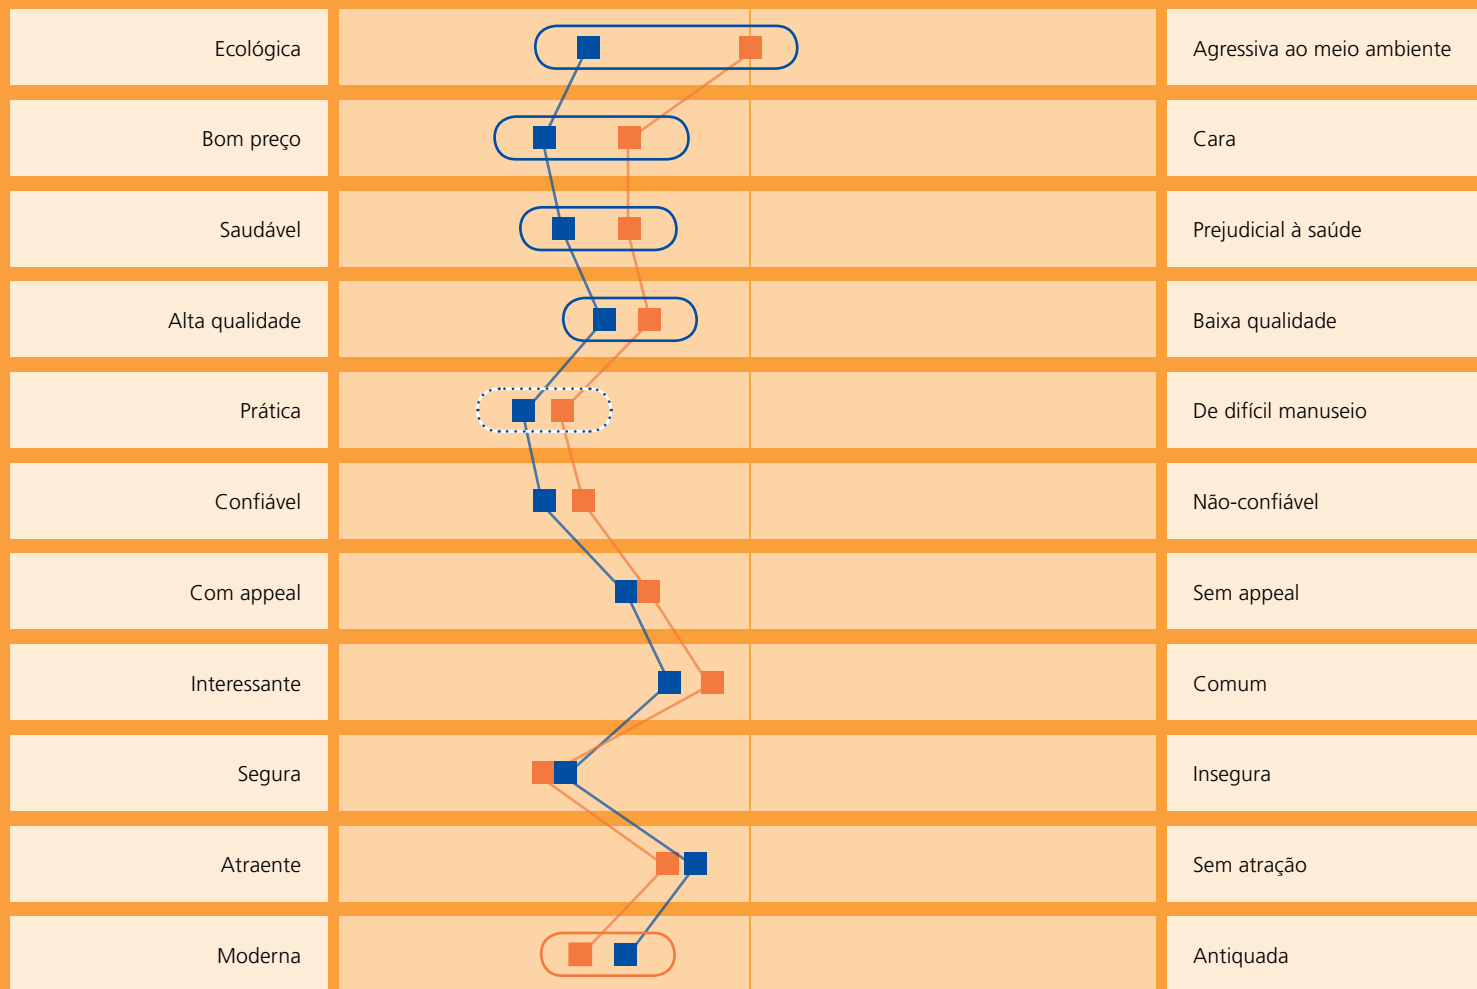 Ecológica
Agressiva ao meio ambiente
Bom preço
Cara
Saudável
Prejudicial à saúde
Alta qualidade
Baixa qualidade
Prática
De difícil manuseio
Confiável
Não-confiável
Com appeal
Sem appeal
Interessante
Comum
Segura
Insegura
Atraente
Sem atração
Moderna
Antiquada